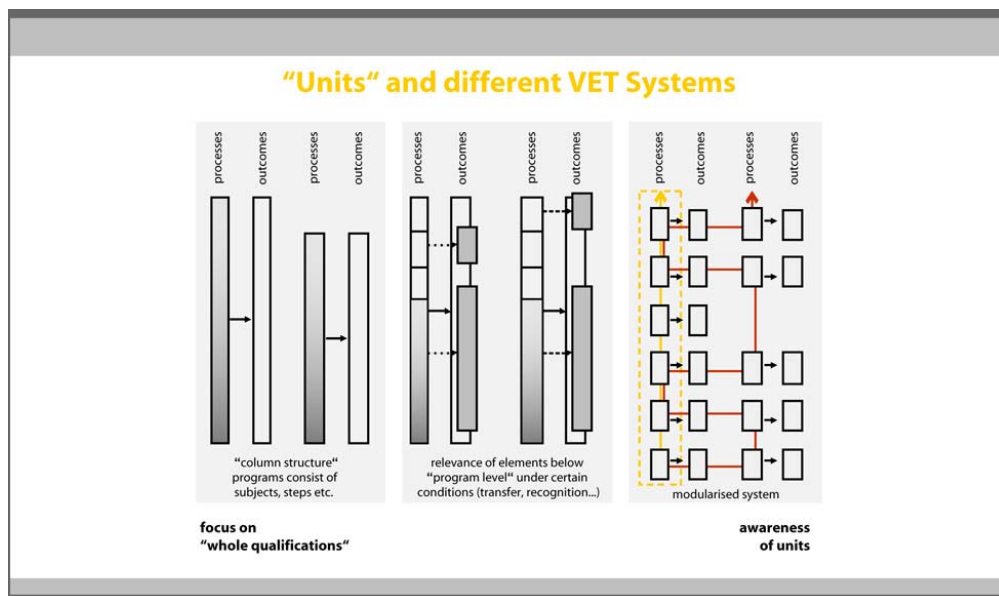 “Units“ and different VET Systems
processes
outcomes
processes
outcomes
“column structure“
programs consist of
subjects, steps etc.
processes
outcomes
processes
outcomes
relevance of elements below
“program level“ under certain
conditions (transfer, recognition...)
processes
outcomes
processes
outcomes
modularised system
focus on
“whole qualifications“
awareness
of units